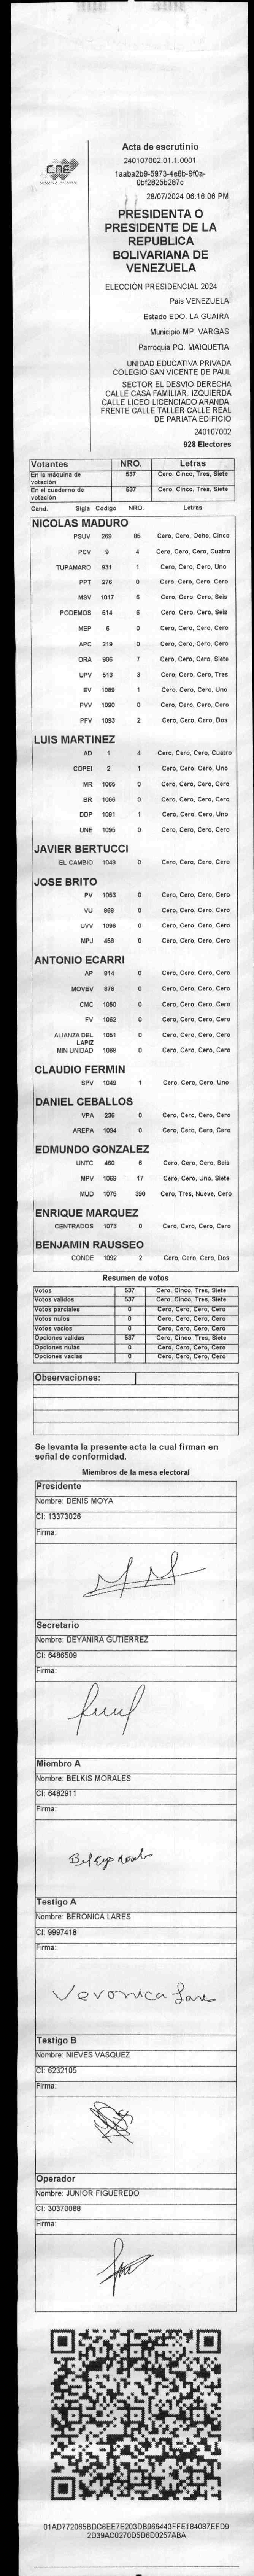 CNE
Acta de escrutinio
240107002.01.1.0001
1aaba2b9-5973-4e8b-9f0a-
0bf2825b287c
28/07/2024 06:16:06 PM
PRESIDENTA O
PRESIDENTE DE LA
REPUBLICA
BOLIVARIANA DE
VENEZUELA
ELECCIÓN PRESIDENCIAL 2024
Pais VENEZUELA
Estado EDO. LA GUAIRA
Municipio MP. VARGAS
Parroquia PQ. MAIQUETIA
UNIDAD EDUCATIVA PRIVADA
COLEGIO SAN VICENTE DE PAUL
SECTOR EL DESVIO DERECHA
CALLE CASA FAMILIAR. IZQUIERDA
CALLE LICEO LICENCIADO ARANDA.
FRENTE CALLE TALLER CALLE REAL
DE PARIATA EDIFICIO
240107002
928 Electores
Votantes NRO. Letras
En la máquina de votación 537 Cero, Cinco, Tres, Siete
En el cuaderno de votación 537 Cero, Cinco, Tres, Siete
Cand. Sigla Código NRO. Letras
NICOLAS MADURO
PSUV 269 85 Cero, Cero, Ocho, Cinco
PCV 9 4 Cero, Cero, Cero, Cuatro
TUPAMARO 931 1 Cero, Cero, Cero, Uno
PPT 276 0 Cero, Cero, Cero, Cero
MSV 1017 6 Cero, Cero, Cero, Seis
PODEMOS 514 6 Cero, Cero, Cero, Seis
MEP 6 0 Cero, Cero, Cero, Cero
APC 219 0 Cero, Cero, Cero, Cero
ORA 906 7 Cero, Cero, Cero, Siete
UPV 513 3 Cero, Cero, Cero, Tres
EV 1089 1 Cero, Cero, Cero, Uno
PVV 1090 0 Cero, Cero, Cero, Cero
PFV 1093 2 Cero, Cero, Cero, Dos
LUIS MARTINEZ
AD 1 4 Cero, Cero, Cero, Cuatro
COPEI 2 1 Cero, Cero, Cero, Uno
MR 1065 0 Cero, Cero, Cero, Cero
BR 1066 0 Cero, Cero, Cero, Cero
DDP 1091 1 Cero, Cero, Cero, Uno
UNE 1095 0 Cero, Cero, Cero, Cero
JAVIER BERTUCCI
EL CAMBIO 1048 0 Cero, Cero, Cero, Cero
JOSE BRITO
PV 1053 0 Cero, Cero, Cero, Cero
VU 868 0 Cero, Cero, Cero, Cero
UVV 1096 0 Cero, Cero, Cero, Cero
MPJ 458 0 Cero, Cero, Cero, Cero
ANTONIO ECARRI
AP 814 0 Cero, Cero, Cero, Cero
MOVEV 878 0 Cero, Cero, Cero, Cero
CMC 1050 0 Cero, Cero, Cero, Cero
FV 1062 0 Cero, Cero, Cero, Cero
ALIANZA DEL LAPIZ 1051 0 Cero, Cero, Cero, Cero
MIN UNIDAD 1068 0 Cero, Cero, Cero, Cero
CLAUDIO FERMIN
SPV 1049 1 Cero, Cero, Cero, Uno
DANIEL CEBALLOS
VPA 236 0 Cero, Cero, Cero, Cero
AREPA 1084 0 Cero, Cero, Cero, Cero
EDMUNDO GONZALEZ
UNTC 460 6 Cero, Cero, Cero, Seis
MPV 1069 17 Cero, Cero, Uno, Siete
MUD 1075 390 Cero, Tres, Nueve, Cero
ENRIQUE MARQUEZ
CENTRADOS 1073 0 Cero, Cero, Cero, Cero
BENJAMIN RAUSSEO
CONDE 1092 2 Cero, Cero, Cero, Dos
Resumen de votos
Votos 537 Cero, Cinco, Tres, Siete
Votos validos 537 Cero, Cinco, Tres, Siete
Votos parciales 0 Cero, Cero, Cero, Cero
Votos nulos 0 Cero, Cero, Cero, Cero
Votos vacios 0 Cero, Cero, Cero, Cero
Opciones validas 537 Cero, Cinco, Tres, Siete
Opciones nulas 0 Cero, Cero, Cero, Cero
Opciones vacias 0 Cero, Cero, Cero, Cero
Observaciones:
Se levanta la presente acta la cual firman en
señal de conformidad.
Miembros de la mesa electoral
Presidente
Nombre: DENIS MOYA
CI: 13373026
Firma:
Secretario
Nombre: DEYANIRA GUTIERREZ
CI: 6486509
Firma:
Miembro A
Nombre: BELKIS MORALES
CI: 6482911
Firma:
Testigo A
Nombre: BERONICA LARES
CI: 9997418
Firma:
Veronica Lares
Testigo B
Nombre: NIEVES VASQUEZ
CI: 6232105
Firma:
Operador
Nombre: JUNIOR FIGUEREDO
CI: 30370088
Firma:
01AD772065BDC6EE7E203DB966443FFE184087EFD9
2D39AC0270D5D6D0257ABA